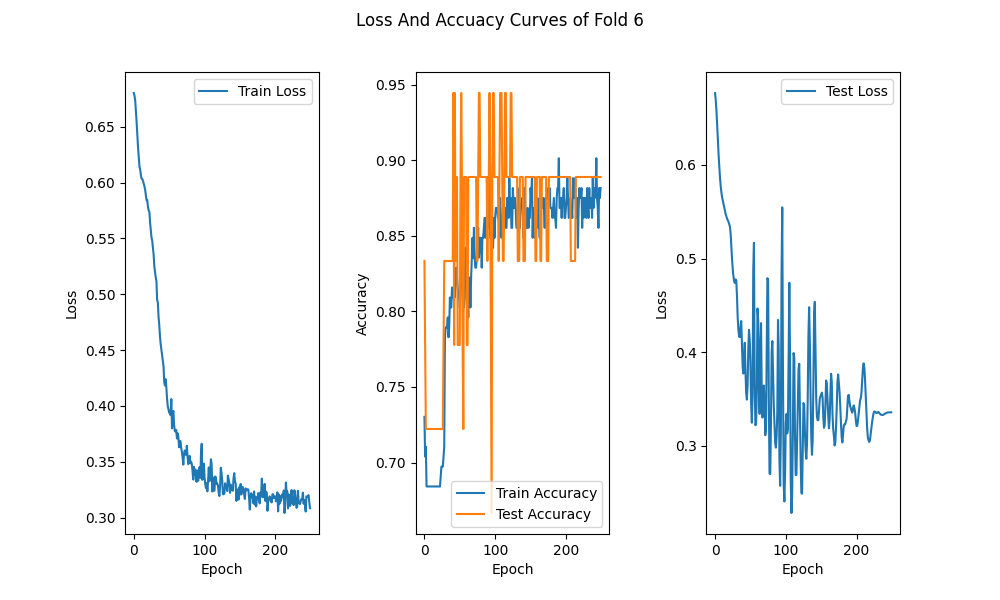 Loss And Accuacy Curves of Fold 6
Train Loss
0.65
0.60
0.55
0.50
0.45
0.40
0.35
0.30
Loss
0
100
200
Epoch
0.95
0.90
0.85
0.80
0.75
0.70
Accuracy
Train Accuracy
Test Accuracy
0
100
200
Epoch
Test Loss
0.6
0.5
0.4
0.3
Loss
0
100
200
Epoch